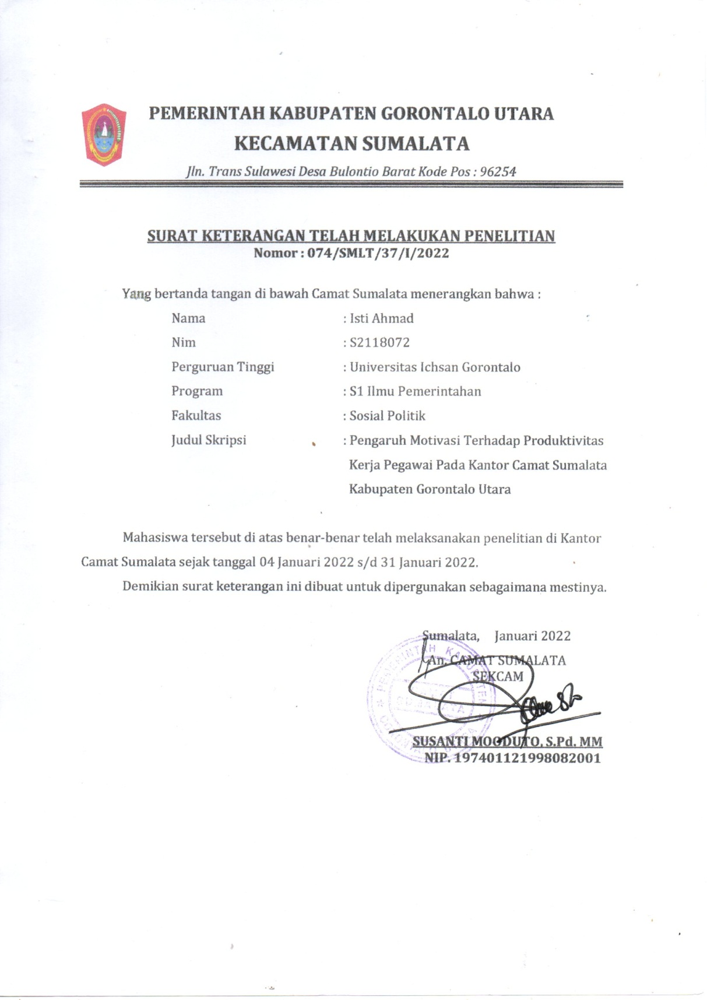 PEMERINTAH KABUPATEN GORONTALO UTARA
KECAMATAN SUMALATA
Jln. Trans Sulawesi Desa Bulontio Barat Kode Pos : 96254
SURAT KETERANGAN TELAH MELAKUKAN PENELITIAN
Nomor : 074/SMLT/37/I/2022
Yang bertanda tangan di bawah Camat Sumalata menerangkan bahwa :
Nama : Isti Ahmad
Nim : S2118072
Perguruan Tinggi : Universitas Ichsan Gorontalo
Program : S1 Ilmu Pemerintahan
Fakultas : Sosial Politik
Judul Skripsi : Pengaruh Motivasi Terhadap Produktivitas
Kerja Pegawai Pada Kantor Camat Sumalata
Kabupaten Gorontalo Utara
Mahasiswa tersebut di atas benar-benar telah melaksanakan penelitian di Kantor
Camat Sumalata sejak tanggal 04 Januari 2022 s/d 31 Januari 2022.
Demikian surat keterangan ini dibuat untuk dipergunakan sebagaimana mestinya.
Sumalata, Januari 2022
An. CAMAT SUMALATA
SEKCAM
PEMERINTAH KABUPATEN
SUMALATA
SUSANTI MOODUTO, S.Pd. MM
NIP. 197401121998082001